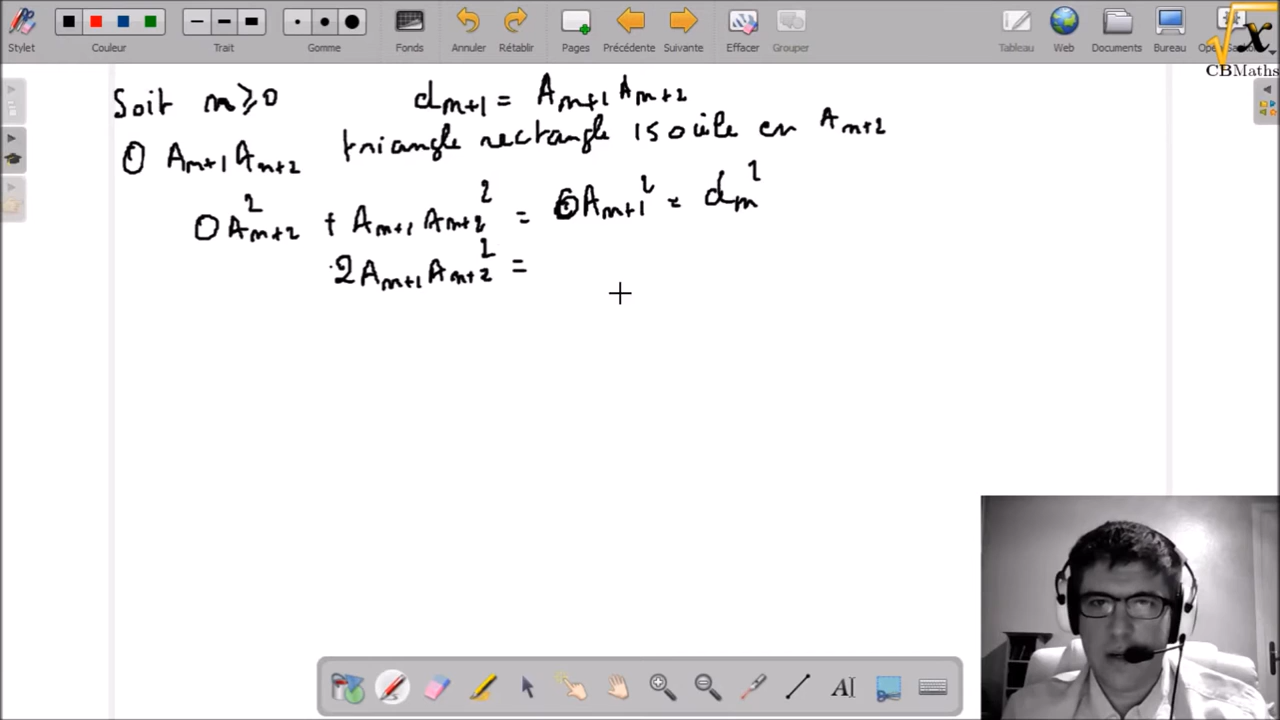 Stylet Couleur Trait Gomme Fonds Annuler Rétablir Pages Précédente Suivante Effacer Grouper Tableau Web Documents Bureau
CBMaths
Soit n ≥ 0 d_{n+1} = A_{n+1}A_{n+2}
O A_{n+1}A_{n+2} triangle rectangle isocèle en A_{n+2}
OA²_{n+2} + A_{n+1}A_{n+2}² = OA_{n+1}² = d_n²
2A_{n+1}A_{n+2}² =